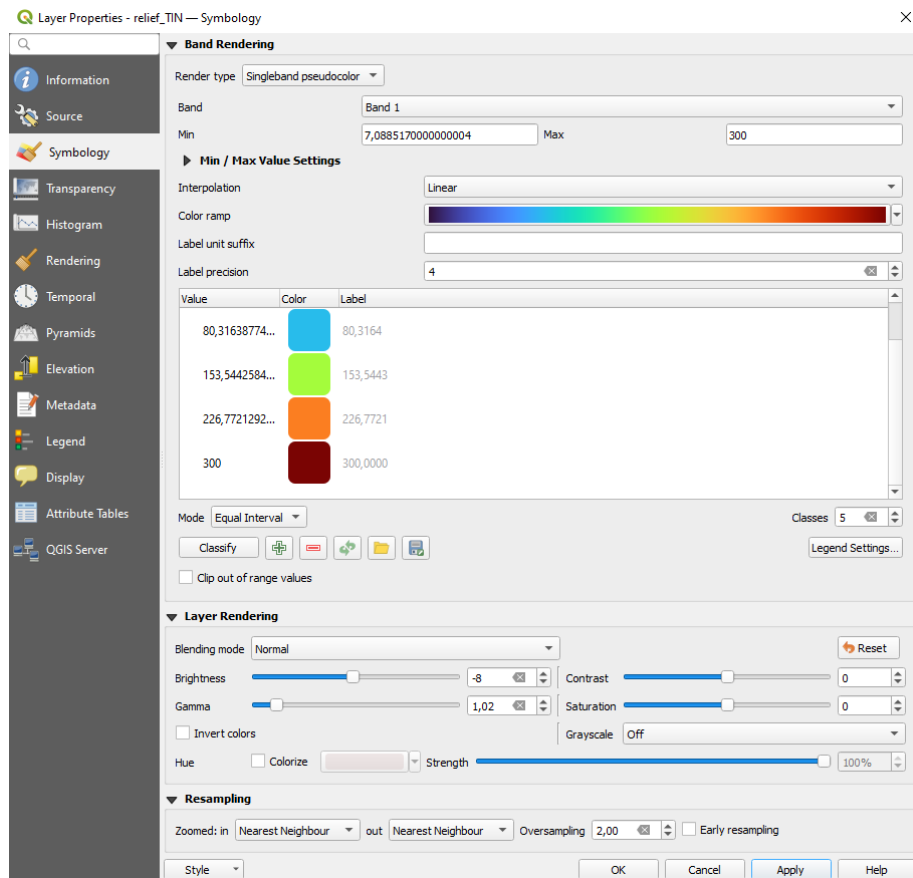 Layer Properties - relief_TIN — Symbology
Information
Source
Symbology
Transparency
Histogram
Rendering
Temporal
Pyramids
Elevation
Metadata
Legend
Display
Attribute Tables
QGIS Server
Band Rendering
Render type Singleband pseudocolor
Band Band 1
Min 7,0885170000000004 Max 300
Min / Max Value Settings
Interpolation Linear
Color ramp
Label unit suffix
Label precision 4
Value Color Label
80,31638774... 80,3164
153,5442584... 153,5443
226,7721292... 226,7721
300 300,0000
Mode Equal Interval Classes 5
Classify Legend Settings...
Clip out of range values
Layer Rendering
Blending mode Normal Reset
Brightness -8 Contrast 0
Gamma 1,02 Saturation 0
Invert colors Grayscale Off
Hue Colorize Strength 100%
Resampling
Zoomed: in Nearest Neighbour out Nearest Neighbour Oversampling 2,00 Early resampling
Style OK Cancel Apply Help